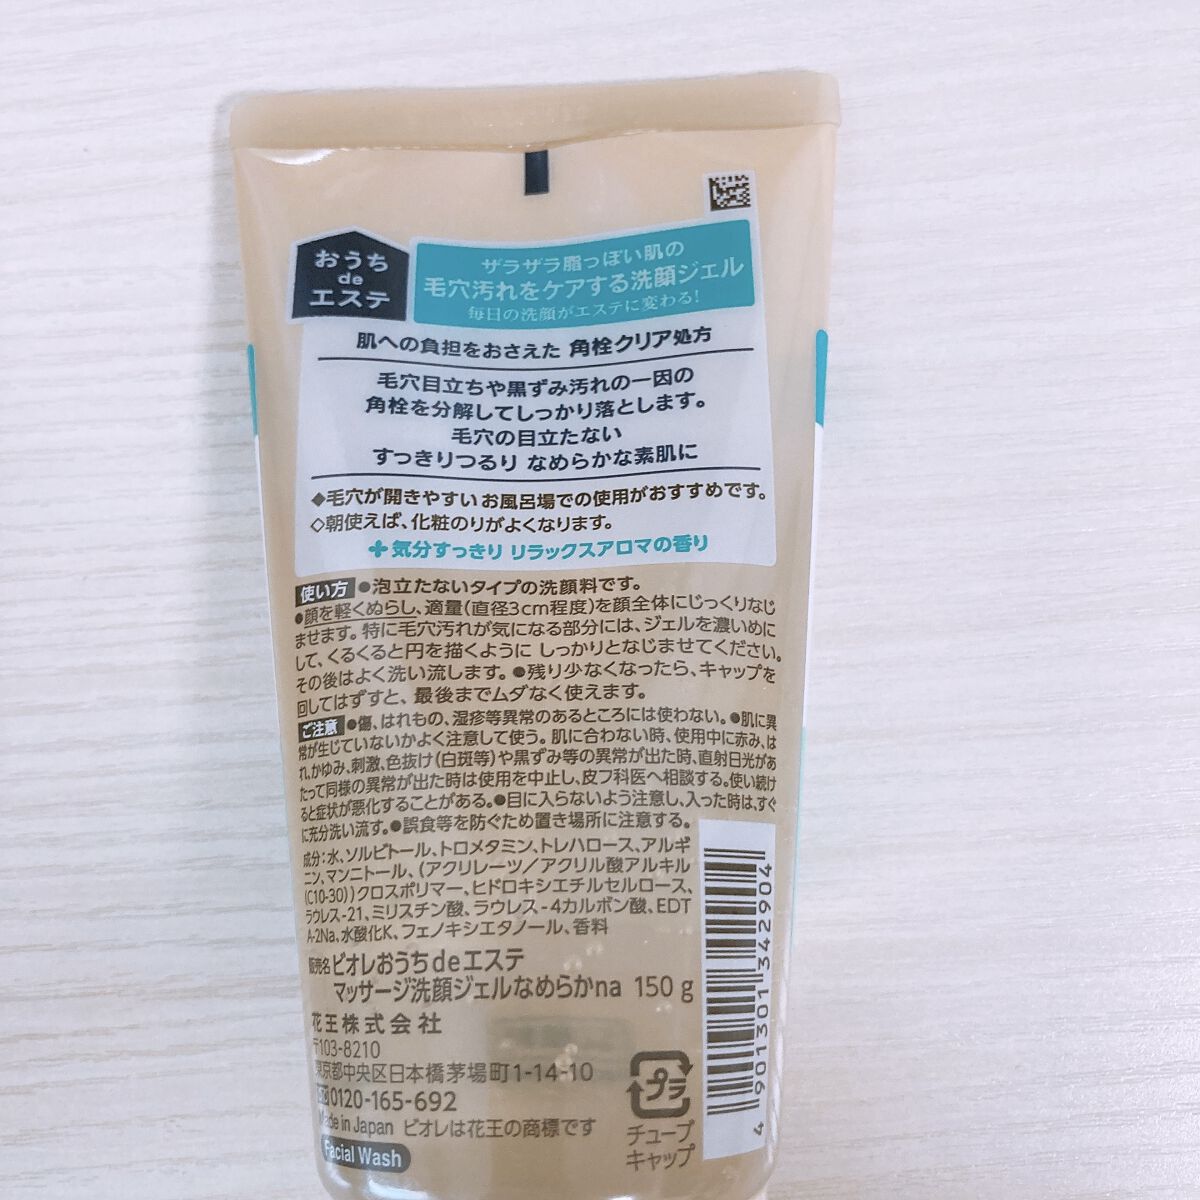 おうち
de
エステ
ザラザラ脂っぽい肌の
毛穴汚れをケアする洗顔ジェル
毎日の洗顔がエステに変わる!
肌への負担をおさえた 角栓クリア処方
毛穴目立ちや黒ずみ汚れの一因の
角栓を分解してしっかり落とします。
毛穴の目立たない
すっきりつるり なめらかな素肌に
◆毛穴が開きやすいお風呂場での使用がおすすめです。
◇朝使えば、化粧のりがよくなります。
+気分すっきり リラックスアロマの香り
使い方 ●泡立たないタイプの洗顔料です。
●顔を軽くぬらし、適量(直径3cm程度)を顔全体にじっくりなじ
ませます。特に毛穴汚れが気になる部分には、ジェルを濃いめに
して、くるくると円を描くように しっかりとなじませてください。
その後はよく洗い流します。●残り少なくなったら、キャップを
回してはずすと、最後までムダなく使えます。
ご注意 ●傷、はれもの、湿疹等異常のあるところには使わない。●肌に異
常が生じていないかよく注意して使う。肌に合わない時、使用中に赤み、は
れ、かゆみ、刺激、色抜け(白斑等)や黒ずみ等の異常が出た時、直射日光があ
たって同様の異常が出た時は使用を中止し、皮フ科医へ相談する。使い続け
ると症状が悪化することがある。●目に入らないよう注意し、入った時は、すぐ
に充分洗い流す。●誤食等を防ぐため置き場所に注意する。
成分:水、ソルビトール、トロメタミン、トレハロース、アルギ
ニン、マンニトール、(アクリレーツ/アクリル酸アルキル
(C10-30))クロスポリマー、ヒドロキシエチルセルロース、
ラウレス-21、ミリスチン酸、ラウレス-4カルボン酸、EDT
A-2Na、水酸化K、フェノキシエタノール、香料
販売名 ビオレおうちdeエステ
マッサージ洗顔ジェルなめらかna 150g
花王株式会社
〒103-8210
東京都中央区日本橋茅場町1-14-10
0120-165-692
Made in Japan ビオレは花王の商標です
Facial Wash
プラ
チューブ
キャップ
4 901301 342904